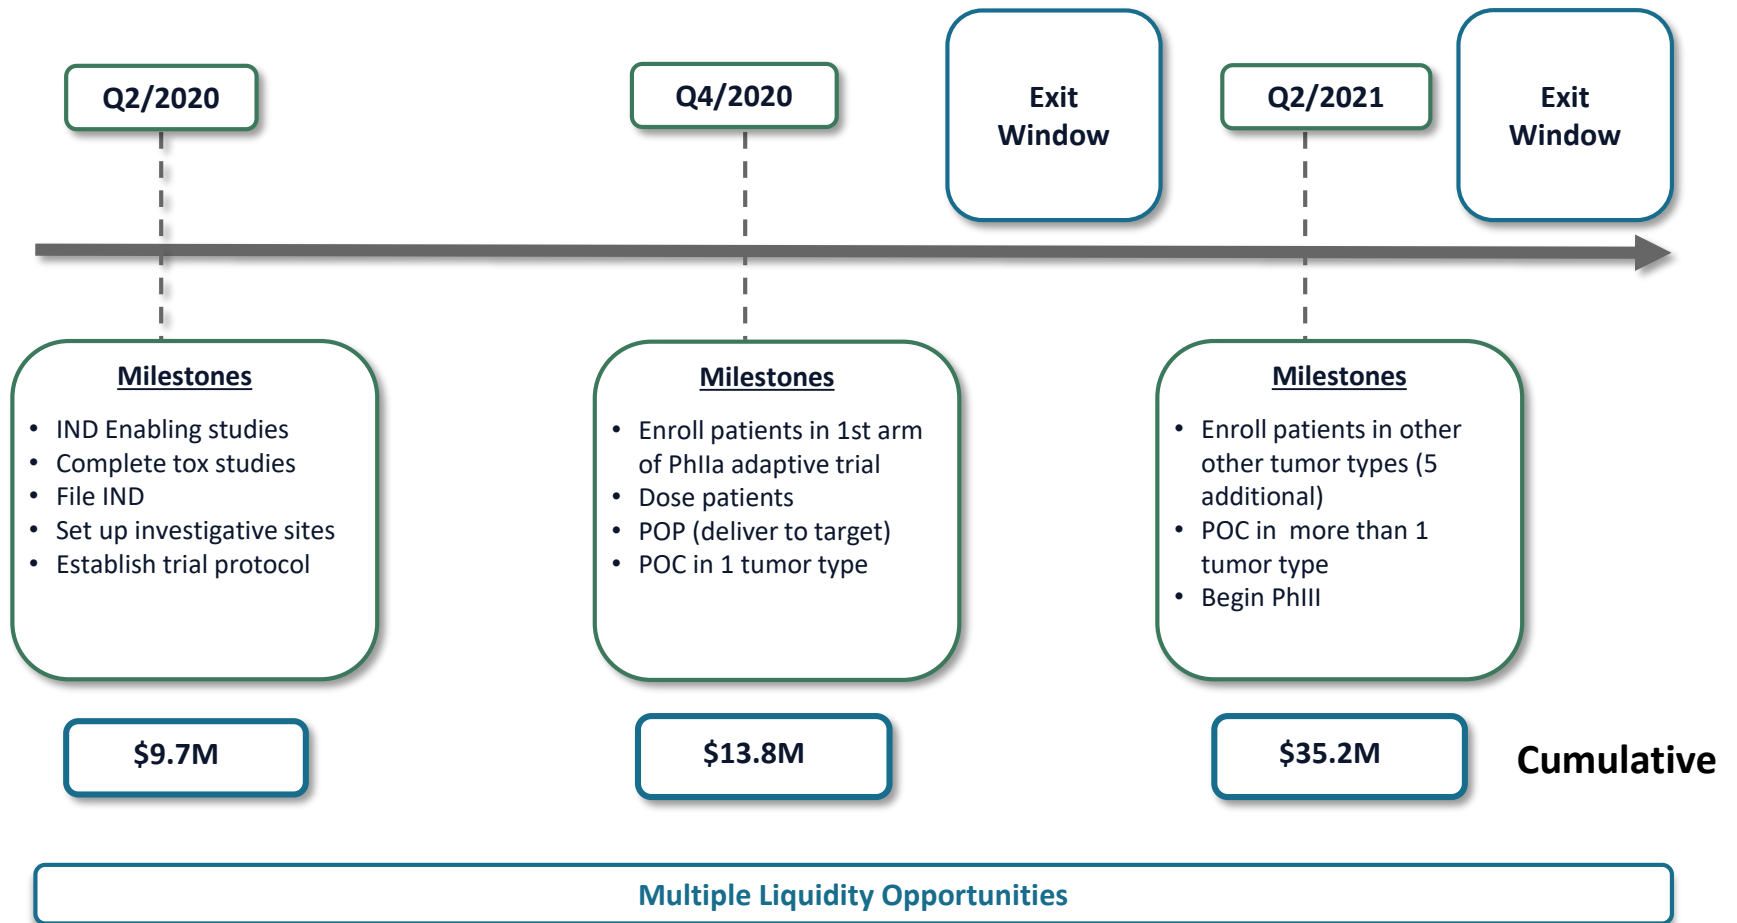 Q2/2020
Q4/2020
Exit
Window
Q2/2021
Exit
Window
Milestones
• IND Enabling studies
• Complete tox studies
• File IND
• Set up investigative sites
• Establish trial protocol
Milestones
• Enroll patients in 1st arm
of PhIIa adaptive trial
• Dose patients
• POP (deliver to target)
• POC in 1 tumor type
Milestones
• Enroll patients in other
other tumor types (5
additional)
• POC in  more than 1
tumor type
• Begin PhIII
$9.7M
$13.8M
$35.2M
Cumulative
Multiple Liquidity Opportunities